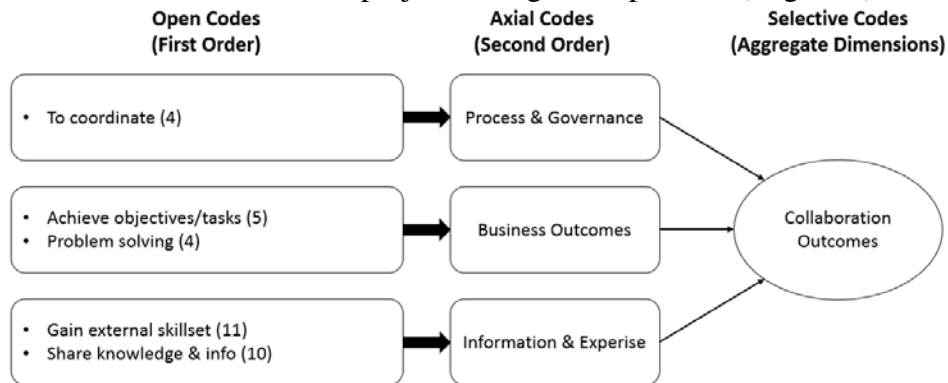 Open Codes
(First Order)
Axial Codes
(Second Order)
Selective Codes
(Aggregate Dimensions)
• To coordinate (4)
Process & Governance
• Achieve objectives/tasks (5)
• Problem solving (4)
Business Outcomes
Collaboration
Outcomes
• Gain external skillset (11)
• Share knowledge & info (10)
Information & Experise